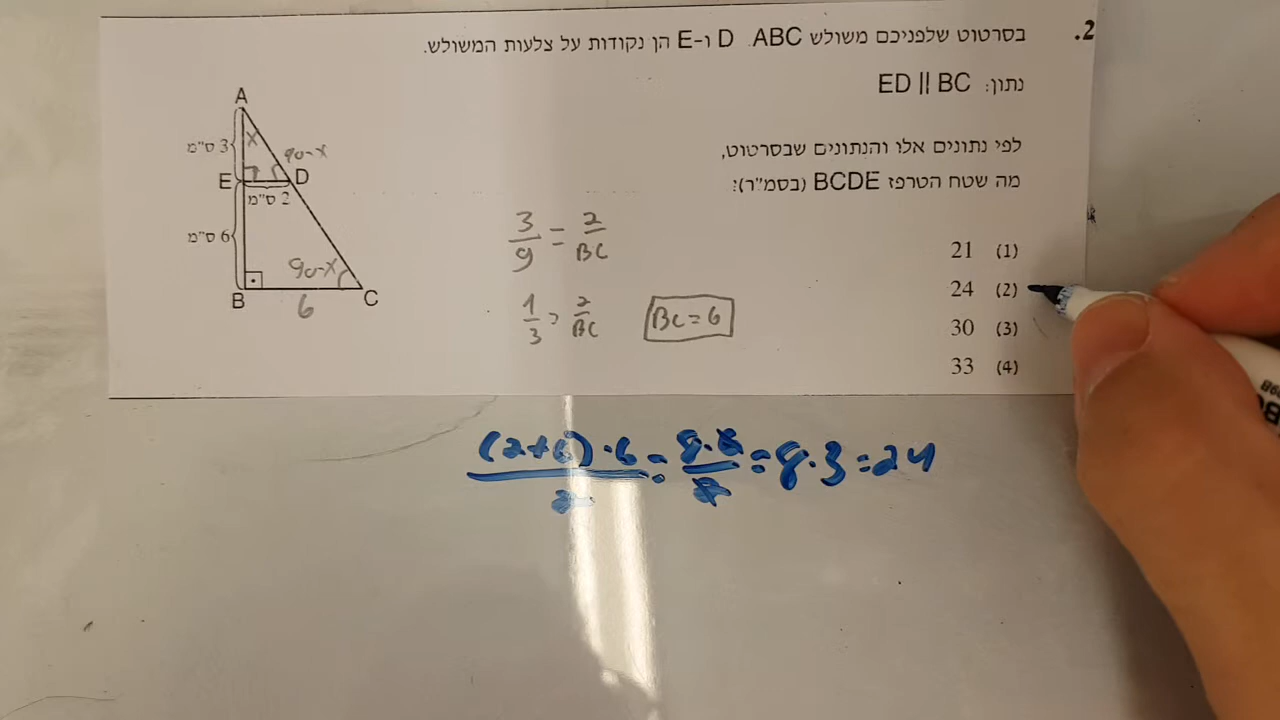 2. בסרטוט שלפניכם משולש ABC. D ו-E הן נקודות על צלעות המשולש.
נתון: ED || BC
לפי נתונים אלו והנתונים שבסרטוט,
מה שטח הטרפז BCDE (בסמ"ר)?
(1) 21
(2) 24
(3) 30
(4) 33
A
3 ס"מ
x
90-x
E
D
2 ס"מ
6 ס"מ
90-x
B
C
6
3/9 = 2/BC
1/3 = 2/BC
BC=6
(2+6)·6/2 = 8·6/2 = 8·3=24